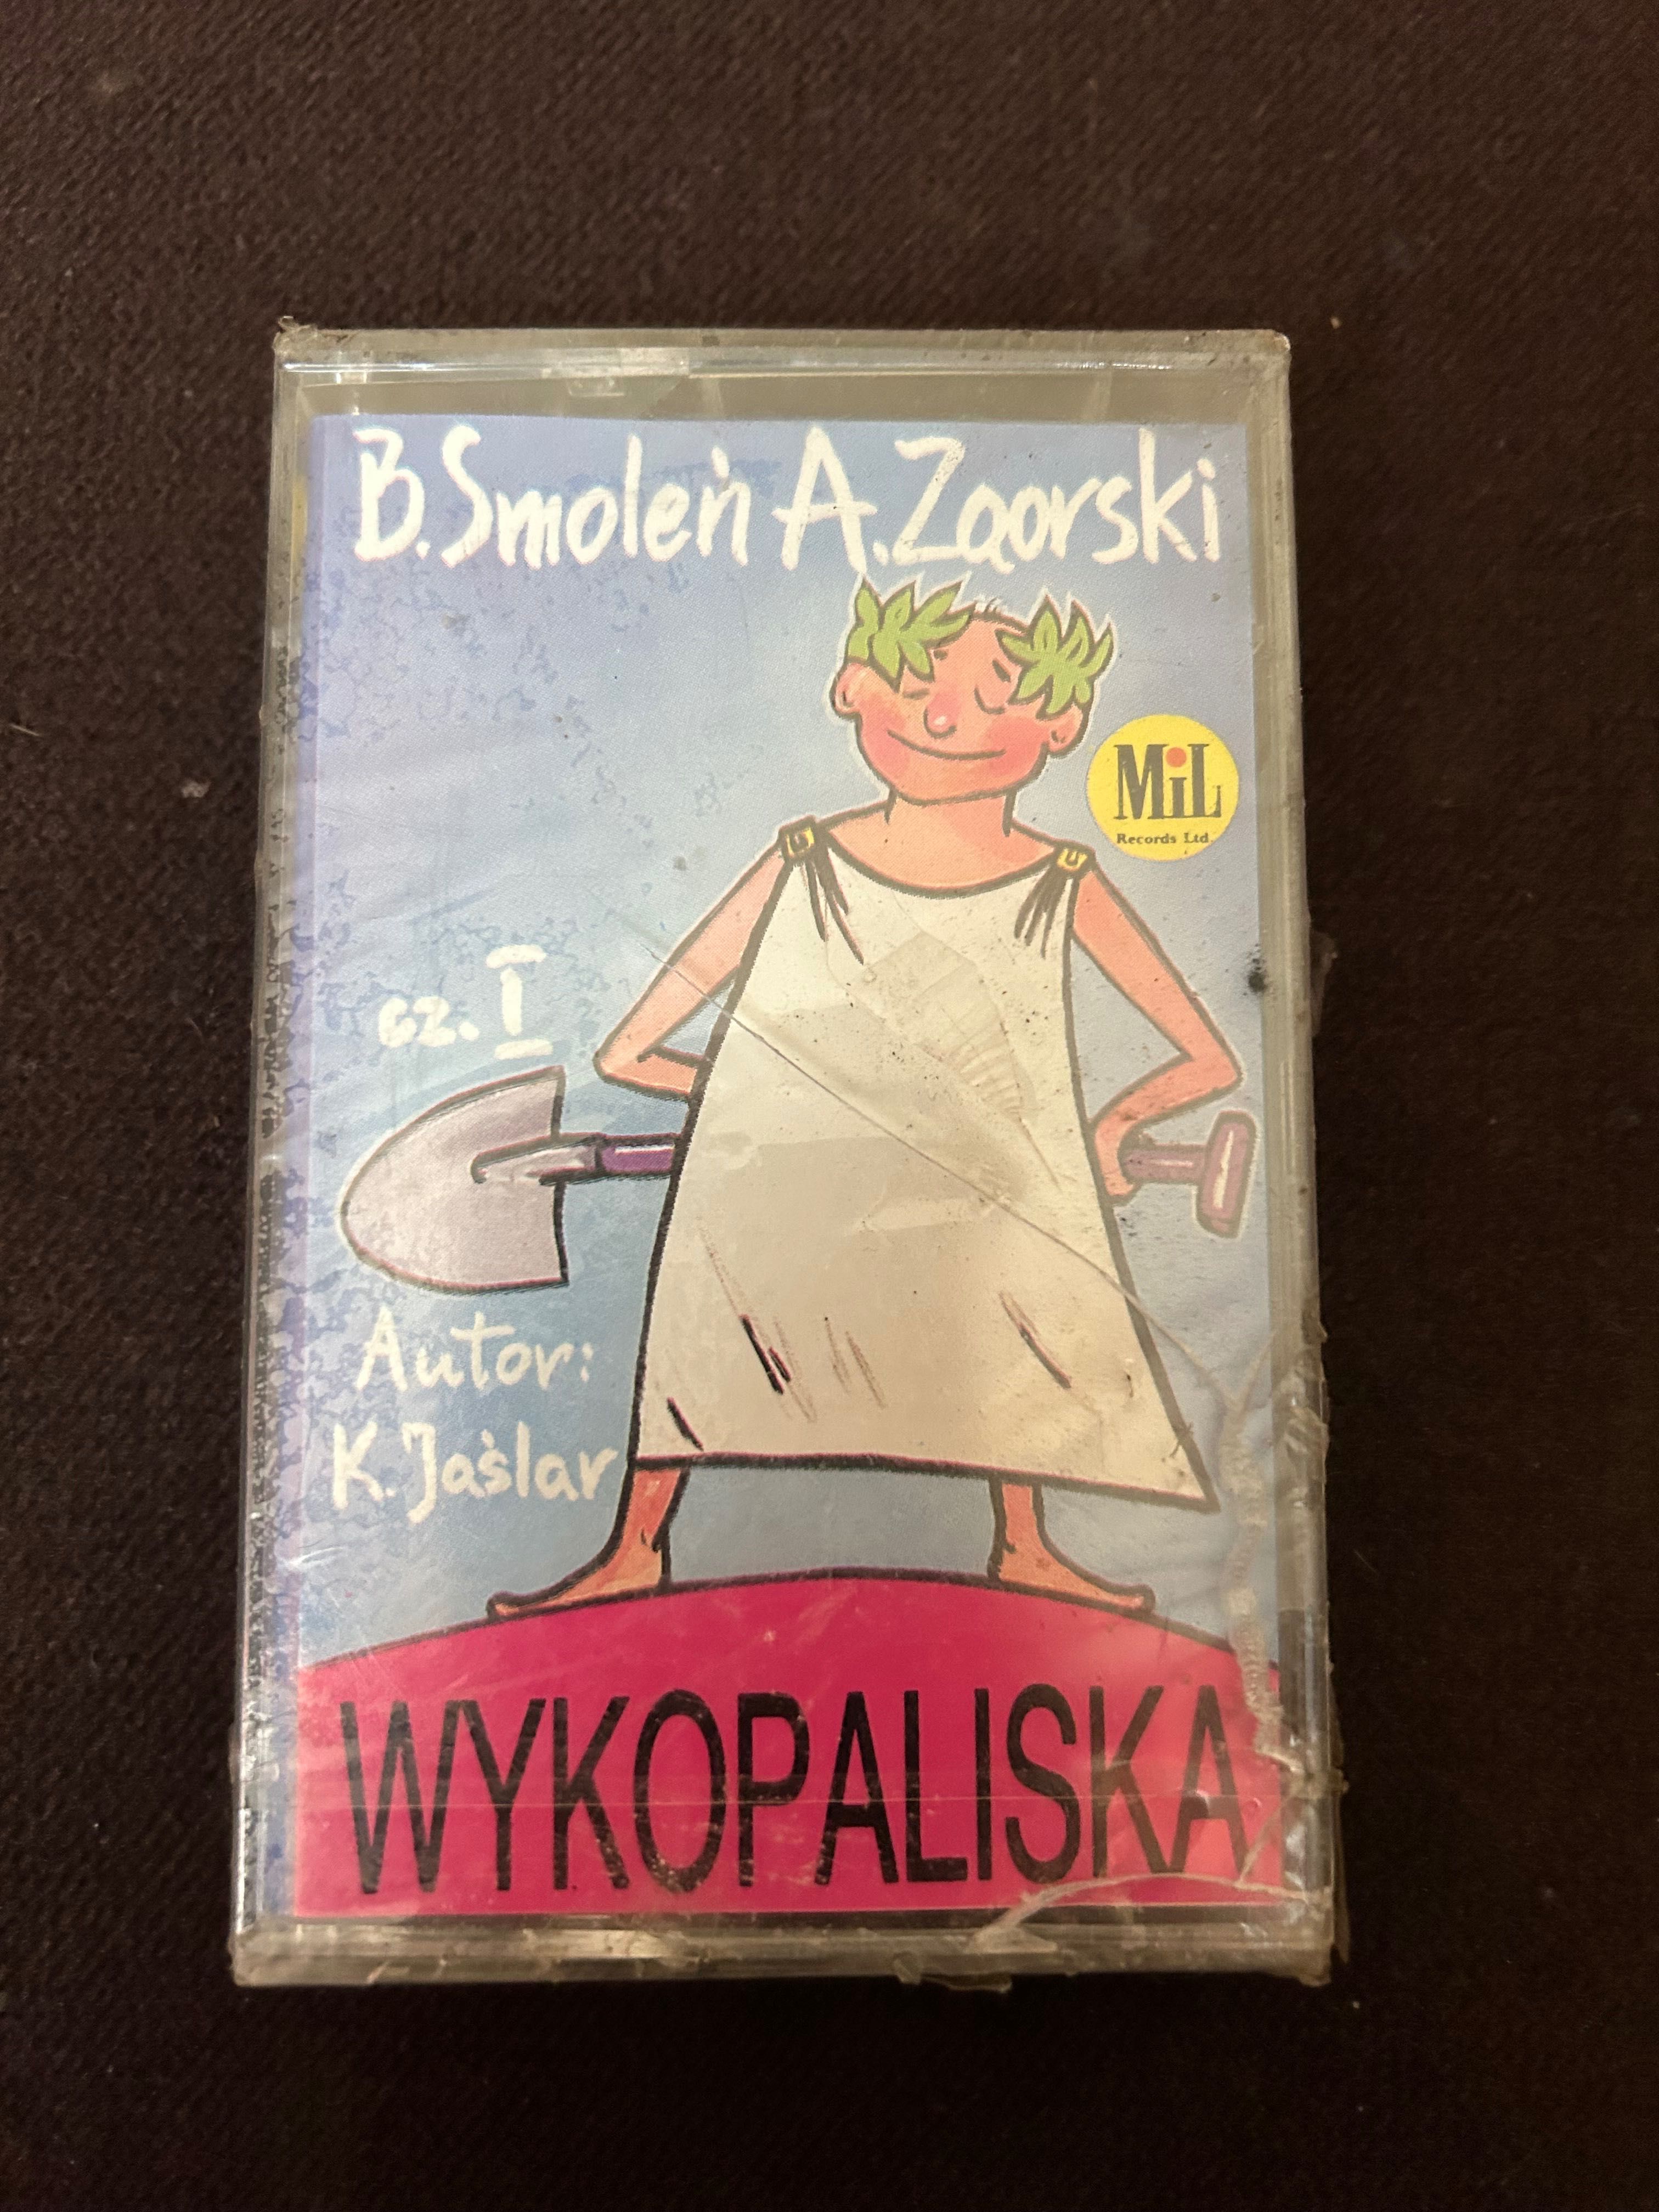 B. Smoleń A. Zaorski
MiL
Records Ltd.
cz. I
Autor:
K. Jaślar
WYKOPALISKA